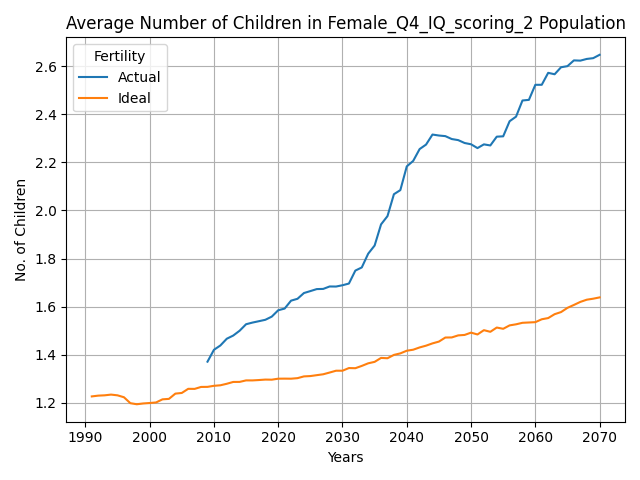 Average Number of Children in Female_Q4_IQ_scoring_2 Population
Fertility
Actual
Ideal
No. of Children
2.6
2.4
2.2
2.0
1.8
1.6
1.4
1.2
1990 2000 2010 2020 2030 2040 2050 2060 2070
Years